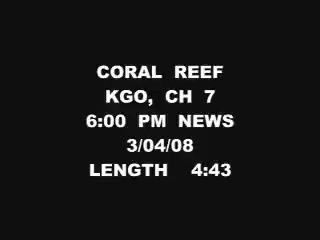 CORAL REEF
KGO, CH 7
6:00 PM NEWS
3/04/08
LENGTH 4:43